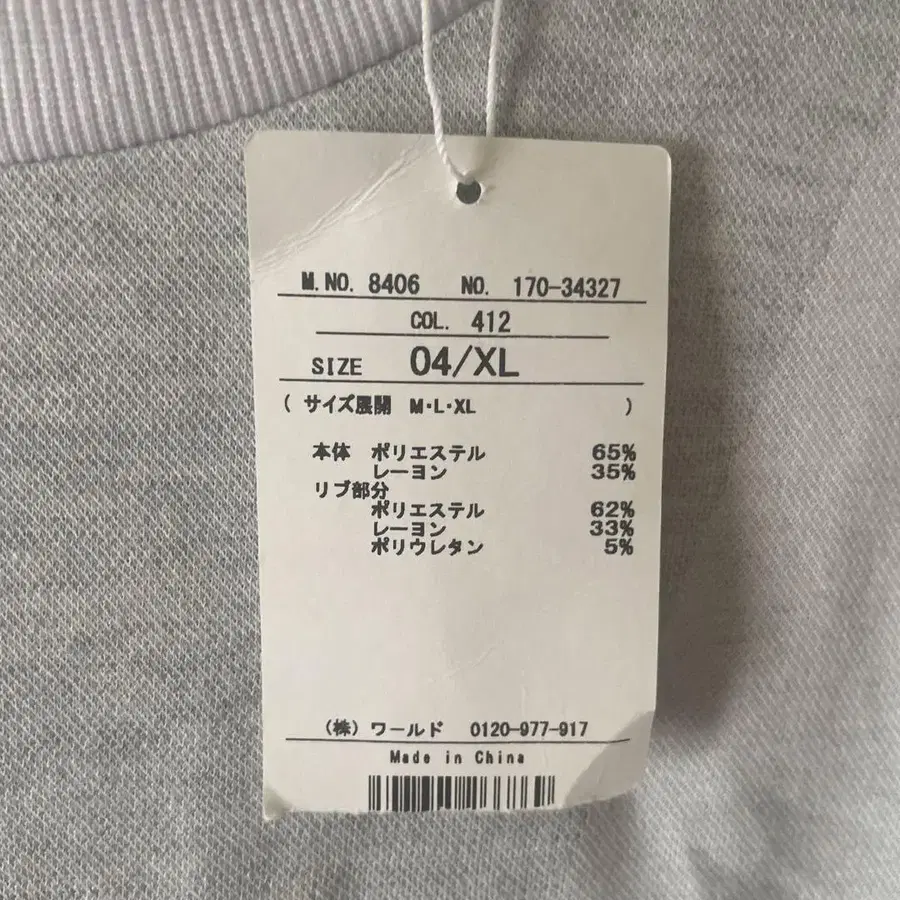 M.NO. 8406 NO. 170-34327
COL. 412
SIZE 04/XL
( サイズ展開 M・L・XL )
本体 ポリエステル 65%
レーヨン 35%
リブ部分
ポリエステル 62%
レーヨン 33%
ポリウレタン 5%
(株)ワールド 0120-977-917
Made in China